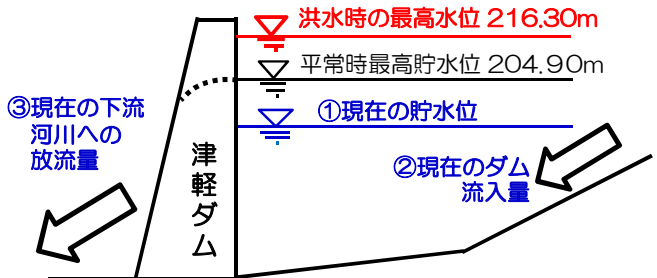 洪水時の最高水位 216.30m
平常時最高貯水位 204.90m
①現在の貯水位
②現在のダム
流入量
③現在の下流
河川への
放流量
津軽ダム